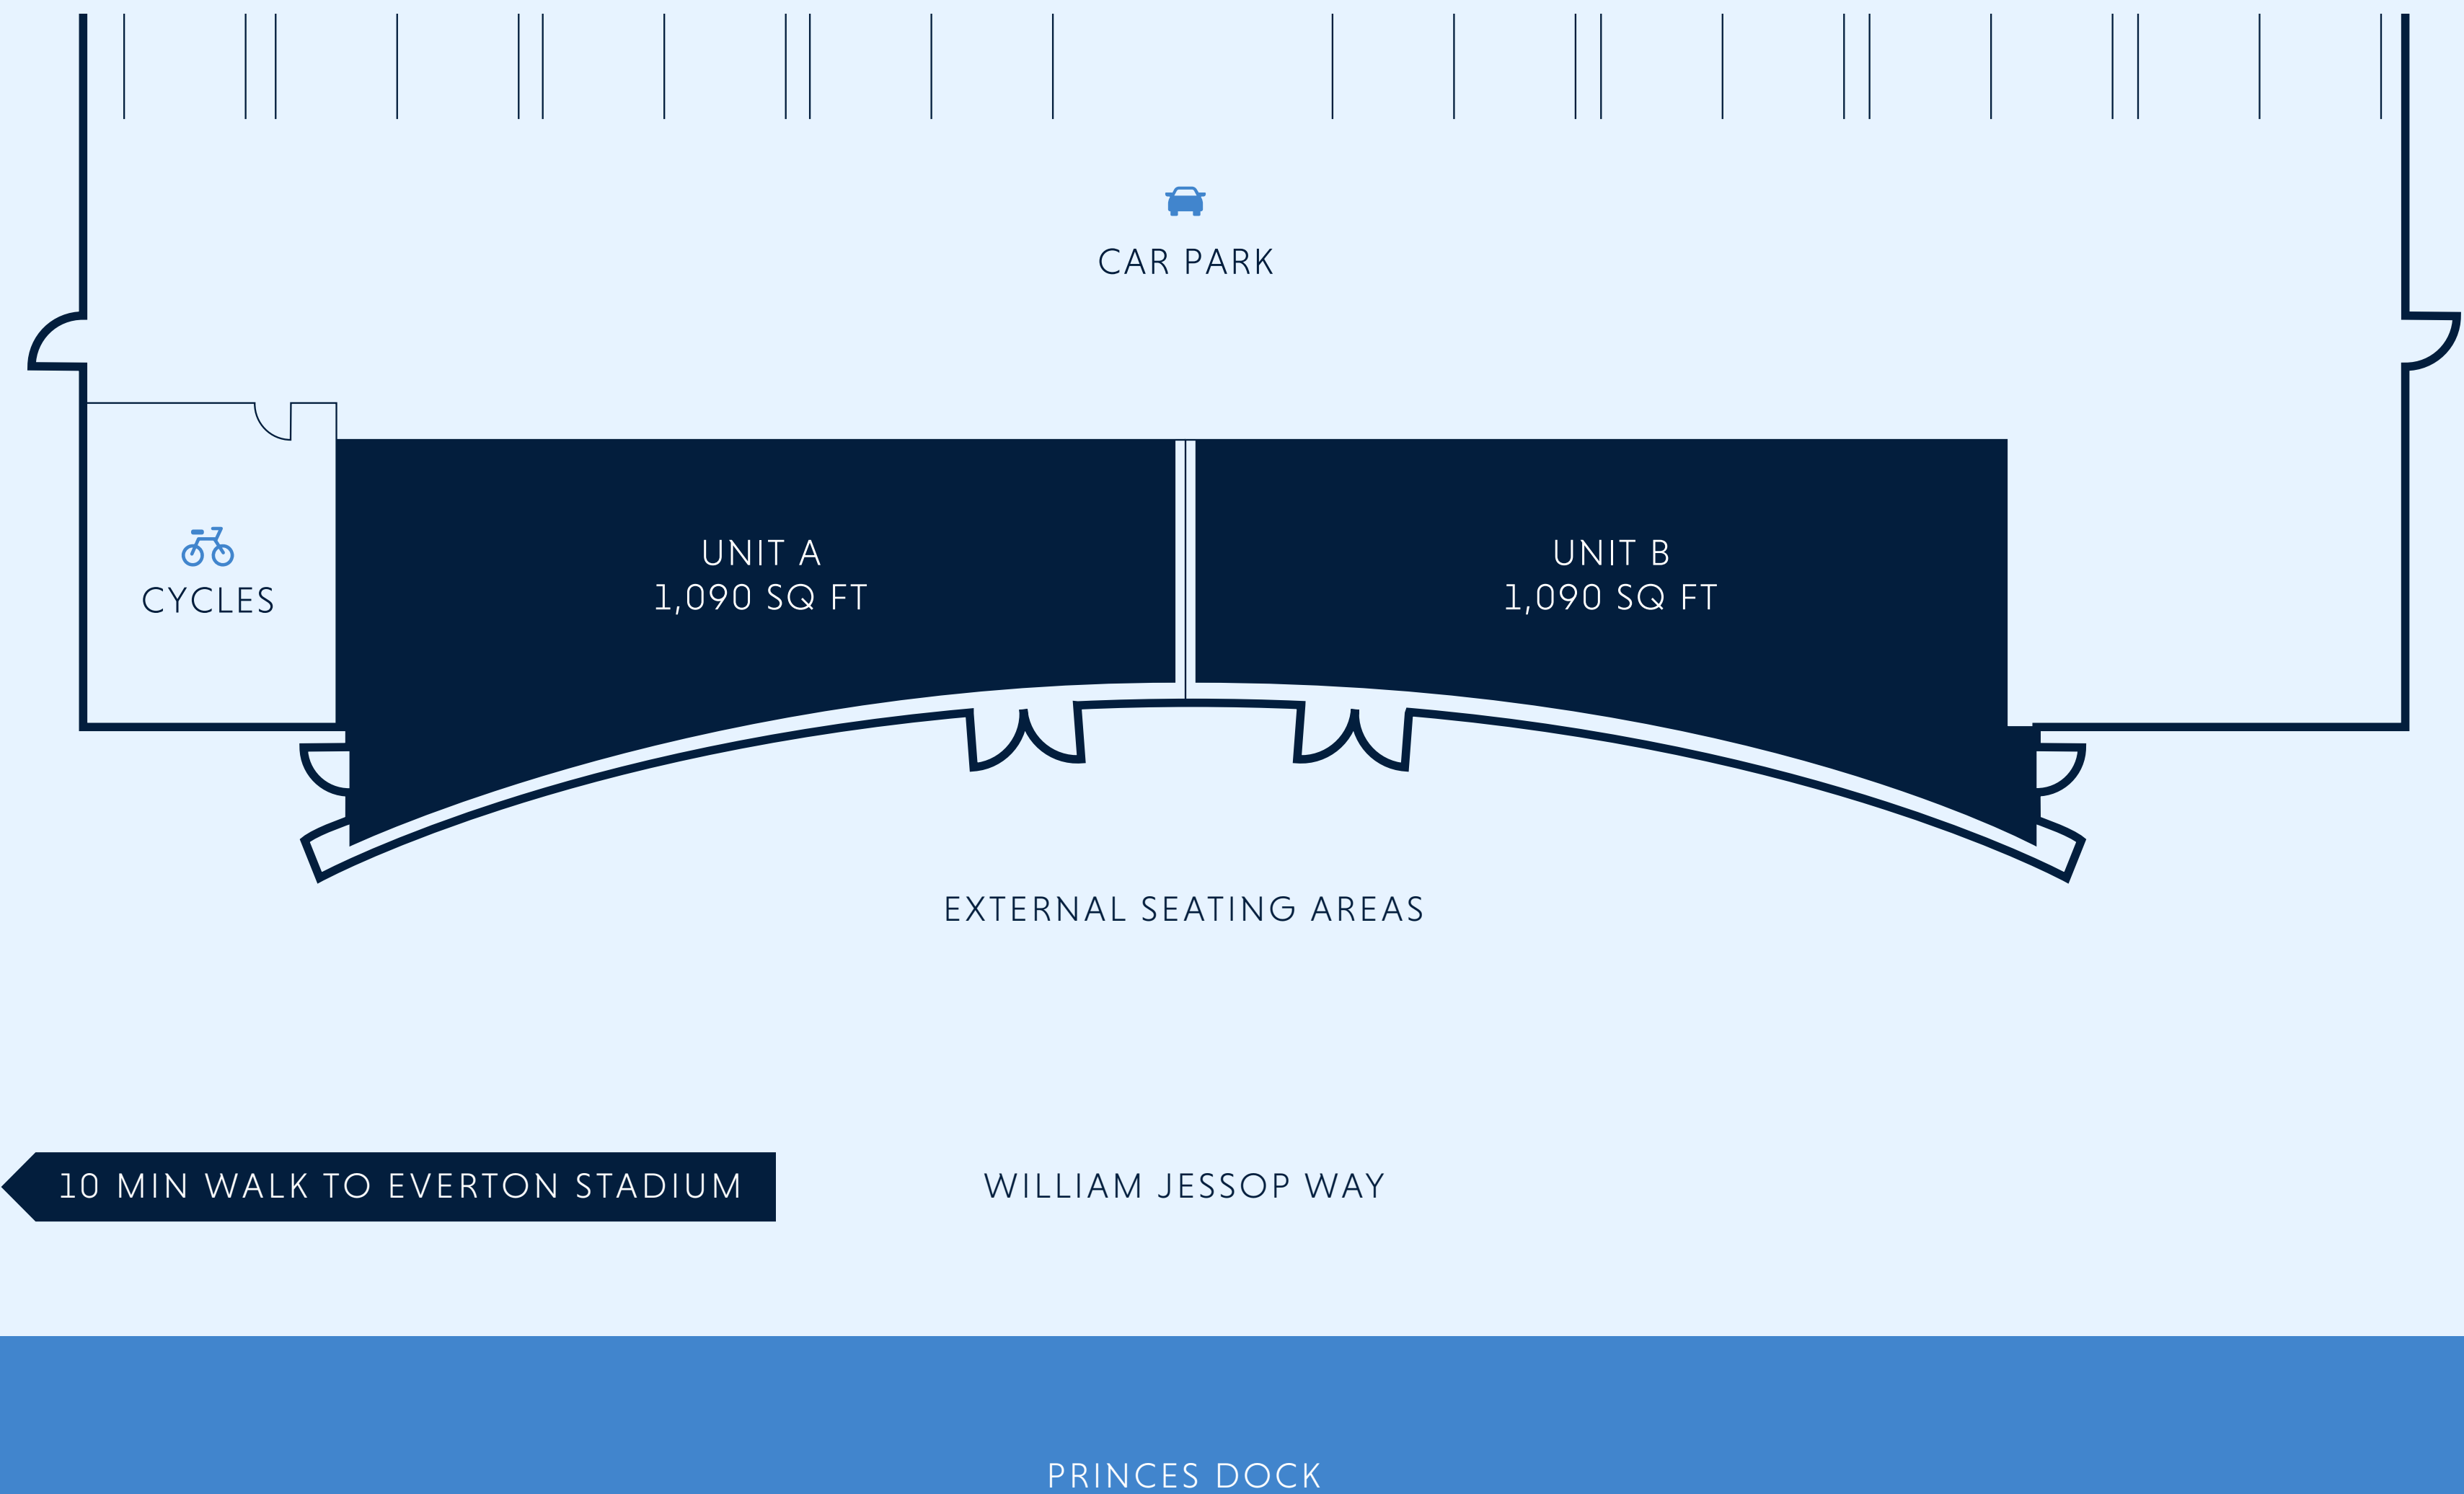 CAR PARK
CYCLES
UNIT A
1,090 SQ FT
UNIT B
1,090 SQ FT
EXTERNAL SEATING AREAS
10 MIN WALK TO EVERTON STADIUM
WILLIAM JESSOP WAY
PRINCES DOCK